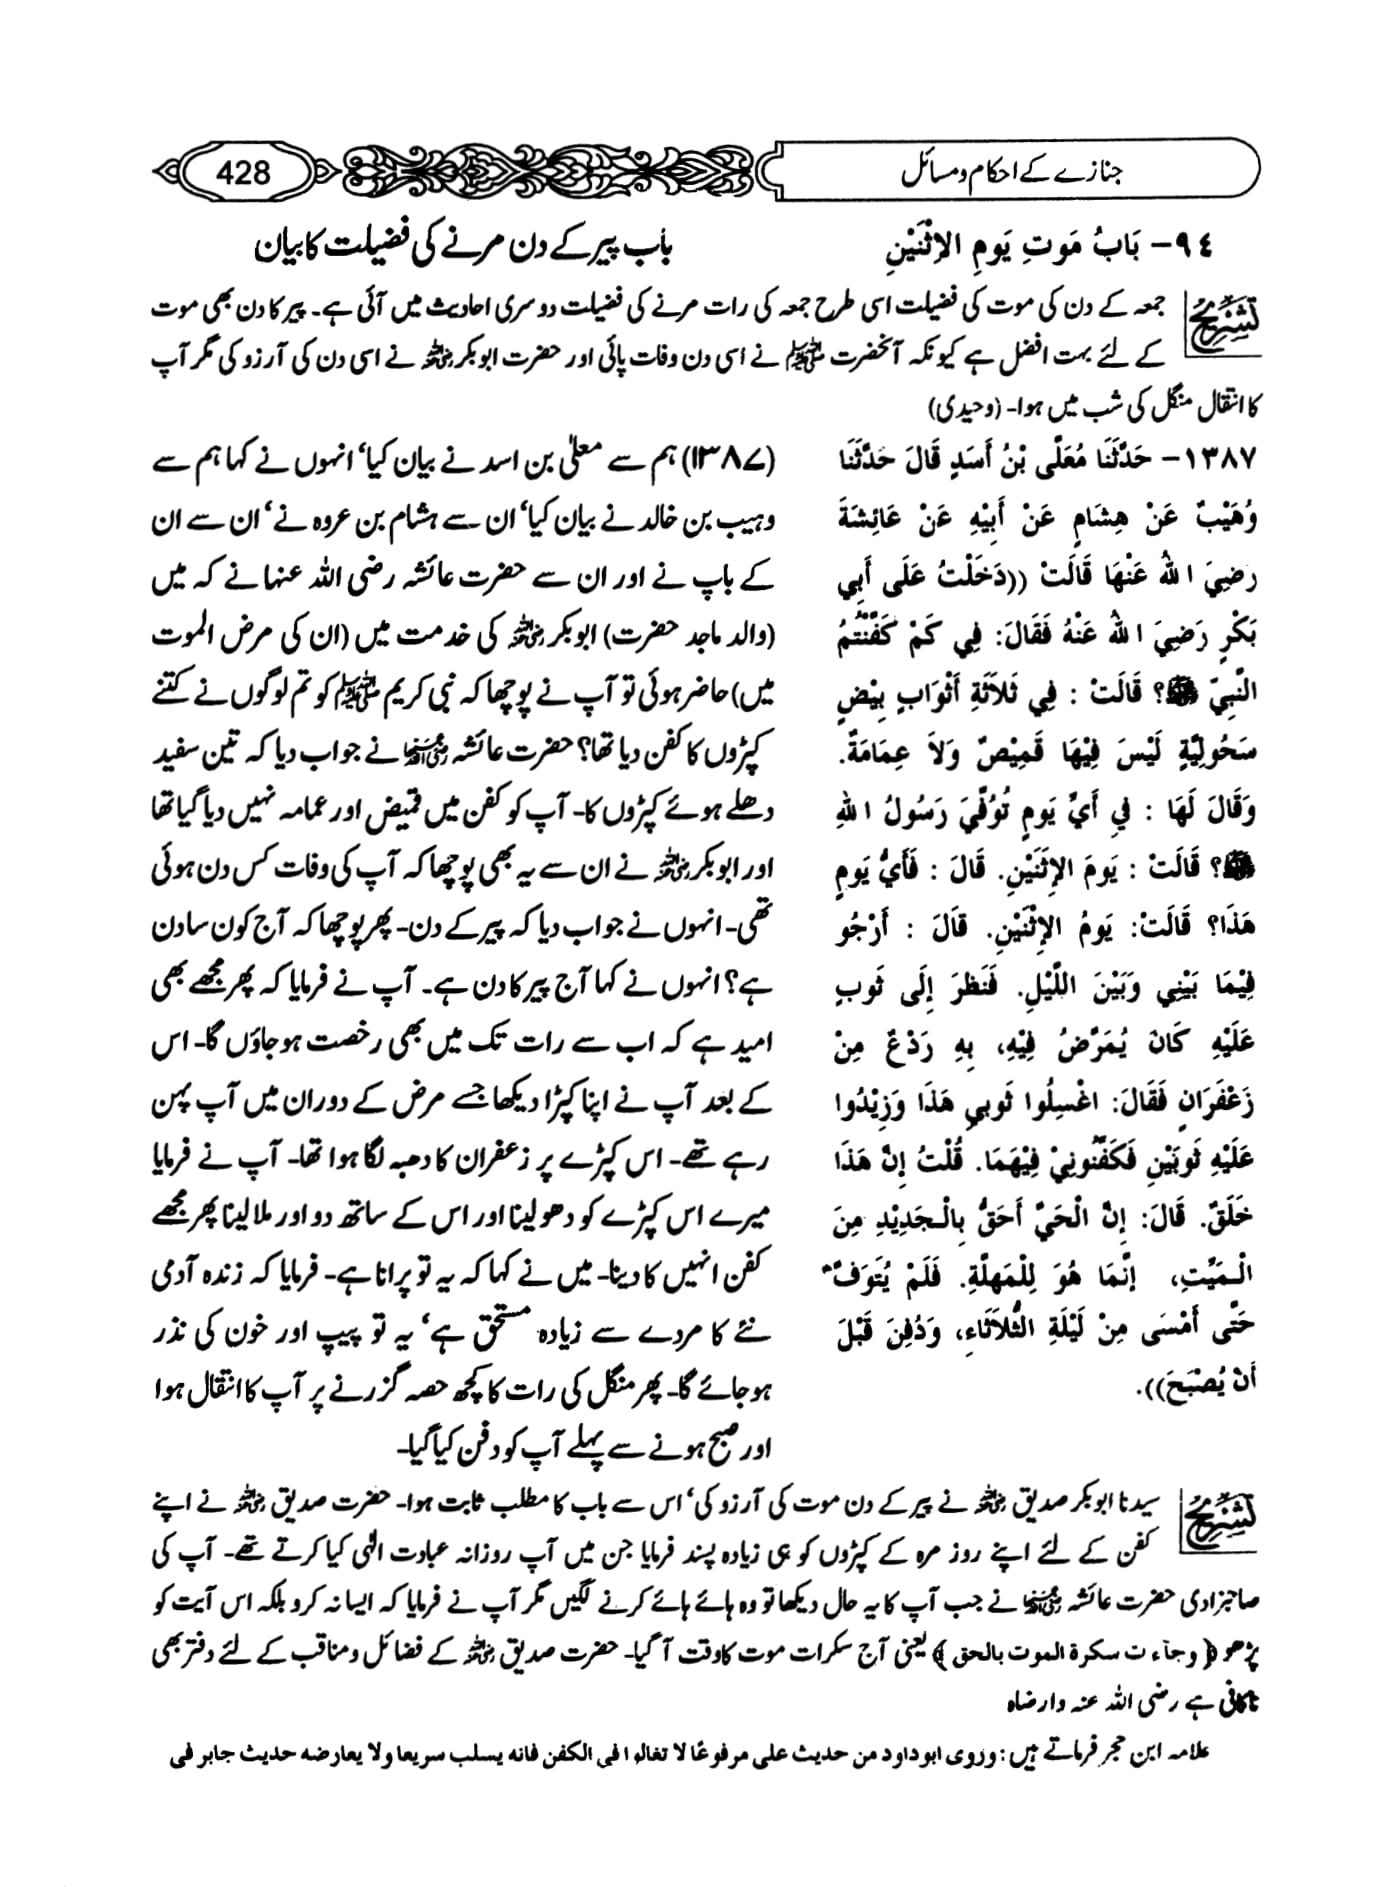 جنازے کے احکام و مسائل
428
٩٤- بَابُ مَوتِ يَومِ الإِثْنَيْنِ
باب پیر کے دن مرنے کی فضیلت کا بیان
تشریح
جمعہ کے دن کی موت کی فضیلت اسی طرح جمعہ کی رات مرنے کی فضیلت دوسری احادیث میں آئی ہے۔ پیر کا دن بھی موت
کے لئے بہت افضل ہے کیونکہ آنحضرت ﷺ نے اسی دن وفات پائی اور حضرت ابوبکر رضی اللہ عنہ نے اسی دن کی آرزو کی مگر آپ
کا انتقال منگل کی شب میں ہوا۔ (وحیدی)
١٣٨٧- حَدَّثَنَا مُعَلَّى بْنُ أَسَدٍ قَالَ حَدَّثَنَا
وُهَيْبٌ عَنْ هِشَامٍ عَنْ أَبِيْهِ عَنْ عَائِشَةَ
رَضِيَ اللهُ عَنْهَا قَالَتْ ((دَخَلْتُ عَلَى أَبِي
بَكْرٍ رَضِيَ اللهُ عَنْهُ فَقَالَ: فِي كَمْ كَفَّنْتُمُ
النَّبِيَّ ﷺ؟ قَالَتْ : فِي ثَلاَثَةِ أَثْوَابٍ بِيْضٍ
سَحُولِيَّةٍ لَيْسَ فِيْهَا قَمِيْصٌ وَلاَ عِمَامَةٌ.
وَقَالَ لَهَا : فِي أَيِّ يَومٍ تُوُفِّيَ رَسُولُ اللهِ
ﷺ؟ قَالَتْ : يَومَ الإِثْنَيْنِ. قَالَ : فَأَيُّ يَومٍ
هَذَا؟ قَالَتْ: يَومُ الإِثْنَيْنِ. قَالَ : أَرْجُو
فِيْمَا بَيْنِي وَبَيْنَ اللَّيْلِ. فَنَظَرَ إِلَى ثَوبٍ
عَلَيْهِ كَانَ يُمَرَّضُ فِيْهِ، بِهِ رَدْعٌ مِنْ
زَعْفَرَانٍ فَقَالَ: اغْسِلُوا ثَوبِي هَذَا وَزِيْدُوا
عَلَيْهِ ثَوبَيْنِ فَكَفِّنُونِيْ فِيْهِمَا. قُلْتُ إِنَّ هَذَا
خَلَقٌ. قَالَ: إِنَّ الْحَيَّ أَحَقُّ بِالْجَدِيْدِ مِنَ
الْمَيِّتِ، إِنَّمَا هُوَ لِلْمَهْلَةِ. فَلَمْ يُتَوَفَّ
حَتَّى أَمْسَى مِنْ لَيْلَةِ الثُّلاَثَاءِ، وَدُفِنَ قَبْلَ
أَنْ يُصْبَحَ)).
(۱۳۸۷) ہم سے معلیٰ بن اسد نے بیان کیا‘ انہوں نے کہا ہم سے
وہیب بن خالد نے بیان کیا‘ ان سے ہشام بن عروہ نے‘ ان سے ان
کے باپ نے اور ان سے حضرت عائشہ رضی اللہ عنہا نے کہ میں
(والد ماجد حضرت) ابوبکر رضی اللہ عنہ کی خدمت میں (ان کی مرض الموت
میں) حاضر ہوئی تو آپ نے پوچھا کہ نبی کریم ﷺ کو تم لوگوں نے کتنے
کپڑوں کا کفن دیا تھا؟ حضرت عائشہ رضی اللہ عنہا نے جواب دیا کہ تین سفید
دھلے ہوئے کپڑوں کا۔ آپ کو کفن میں قمیض اور عمامہ نہیں دیا گیا تھا
اور ابوبکر رضی اللہ عنہ نے ان سے یہ بھی پوچھا کہ آپ کی وفات کس دن ہوئی
تھی۔ انہوں نے جواب دیا کہ پیر کے دن۔ پھر پوچھا کہ آج کون سا دن
ہے؟ انہوں نے کہا آج پیر کا دن ہے۔ آپ نے فرمایا کہ پھر مجھے بھی
امید ہے کہ اب سے رات تک میں بھی رخصت ہو جاؤں گا۔ اس
کے بعد آپ نے اپنا کپڑا دیکھا جسے مرض کے دوران میں آپ پہن
رہے تھے۔ اس کپڑے پر زعفران کا دھبہ لگا ہوا تھا۔ آپ نے فرمایا
میرے اس کپڑے کو دھو لینا اور اس کے ساتھ دو اور ملا لینا پھر مجھے
کفن انہیں کا دینا۔ میں نے کہا کہ یہ تو پرانا ہے۔ فرمایا کہ زندہ آدمی
نئے کا مردے سے زیادہ مستحق ہے‘ یہ تو پیپ اور خون کی نذر
ہو جائے گا۔ پھر منگل کی رات کا کچھ حصہ گزرنے پر آپ کا انتقال ہوا
اور صبح ہونے سے پہلے آپ کو دفن کیا گیا۔
تشریح
سیدنا ابوبکر صدیق رضی اللہ عنہ نے پیر کے دن موت کی آرزو کی‘ اس سے باب کا مطلب ثابت ہوا۔ حضرت صدیق رضی اللہ عنہ نے اپنے
کفن کے لئے اپنے روز مرہ کے کپڑوں کو ہی زیادہ پسند فرمایا جن میں آپ روزانہ عبادت الٰہی کیا کرتے تھے۔ آپ کی
صاجزادی حضرت عائشہ رضی اللہ عنہا نے جب آپ کا یہ حال دیکھا تو وہ ہائے ہائے کرنے لگیں مگر آپ نے فرمایا کہ ایسا نہ کرو بلکہ اس آیت کو
پڑھو ﴿ وجآءت سکرة الموت بالحق ﴾ یعنی آج سکرات موت کا وقت آ گیا۔ حضرت صدیق رضی اللہ عنہ کے فضائل و مناقب کے لئے دفتر بھی
ناکافی ہے رضی اللہ عنہ وارضاہ
علامہ ابن حجر فرماتے ہیں: وروی ابوداود من حدیث علی مرفوعًا لا تغالوا فی الکفن فانه یسلب سریعا ولا یعارضه حدیث جابر فی